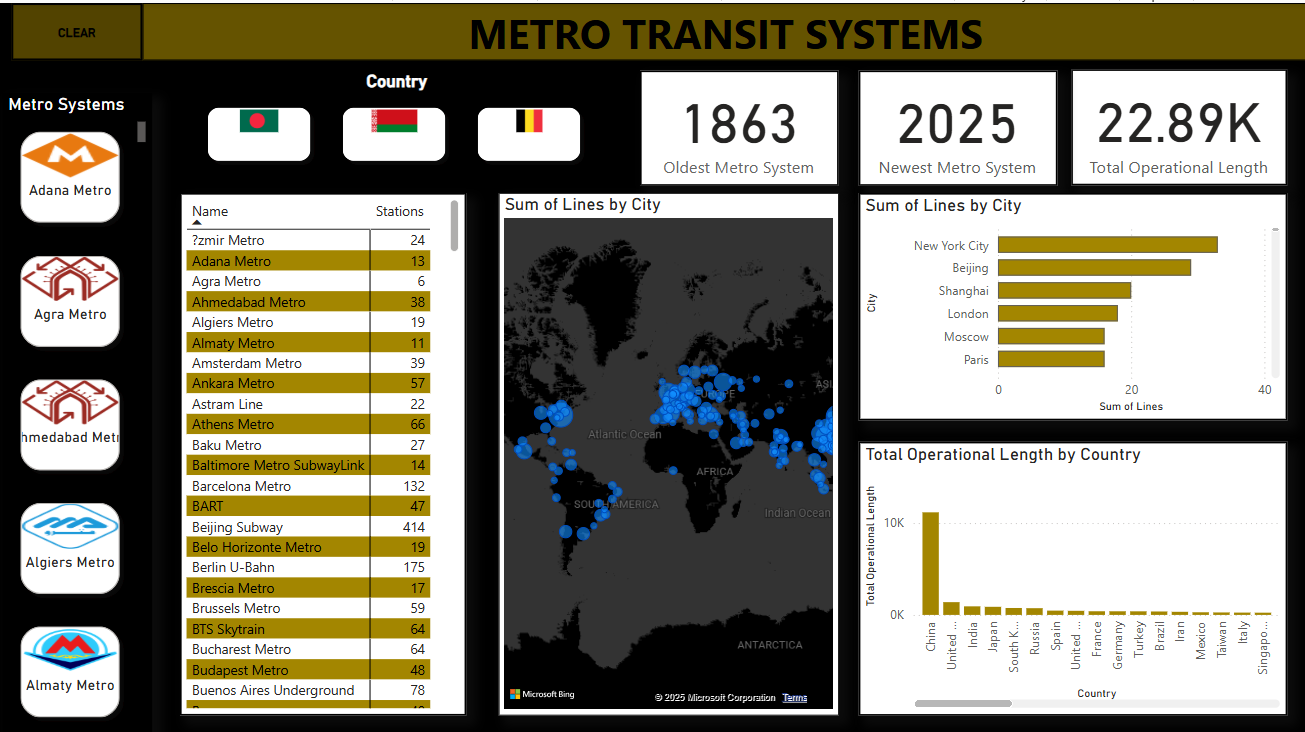 CLEAR
METRO TRANSIT SYSTEMS
Metro Systems
Adana Metro
Agra Metro
hmedabad Metr
Algiers Metro
Almaty Metro
Country
1863
Oldest Metro System
2025
Newest Metro System
22.89K
Total Operational Length
Name Stations
?zmir Metro 24
Adana Metro 13
Agra Metro 6
Ahmedabad Metro 38
Algiers Metro 19
Almaty Metro 11
Amsterdam Metro 39
Ankara Metro 57
Astram Line 22
Athens Metro 66
Baku Metro 27
Baltimore Metro SubwayLink 14
Barcelona Metro 132
BART 47
Beijing Subway 414
Belo Horizonte Metro 19
Berlin U-Bahn 175
Brescia Metro 17
Brussels Metro 59
BTS Skytrain 64
Bucharest Metro 64
Budapest Metro 48
Buenos Aires Underground 78
Sum of Lines by City
EUROPE
Atlantic Ocean
AFRICA
SOUTH AMERICA
Indian Ocean
ANTARCTICA
Microsoft Bing
© 2025 Microsoft Corporation Terms
Sum of Lines by City
City
New York City
Beijing
Shanghai
London
Moscow
Paris
0 20 40
Sum of Lines
Total Operational Length by Country
Total Operational Length
10K
0K
China
United ...
India
Japan
South K...
Russia
Spain
United ...
France
Germany
Turkey
Brazil
Iran
Mexico
Taiwan
Italy
Singapo...
Country